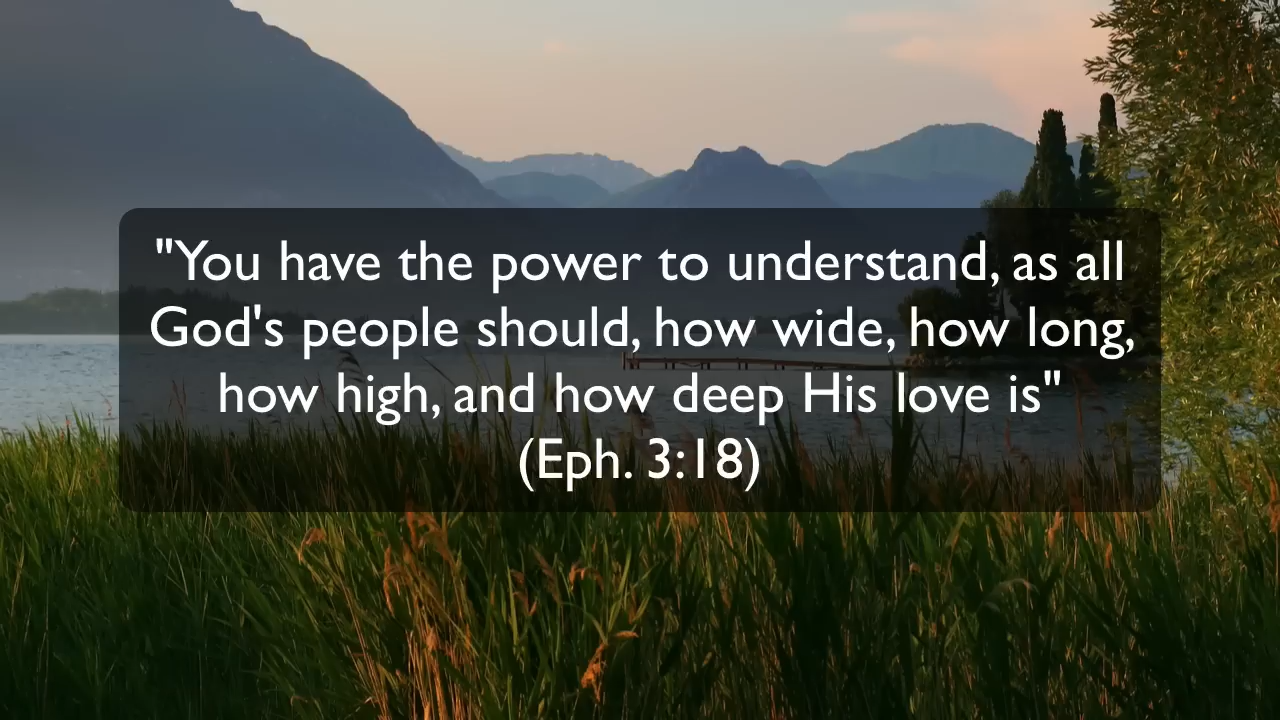 "You have the power to understand, as all
God's people should, how wide, how long,
how high, and how deep His love is"
(Eph. 3:18)